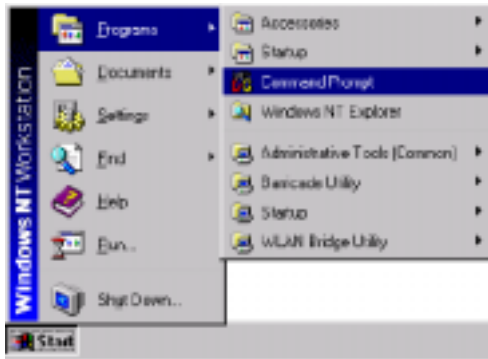 Windows NT Workstation
Programs
Documents
Settings
Find
Help
Run...
Shut Down...
Start
Accessories
Startup
Command Prompt
Windows NT Explorer
Administrative Tools (Common)
Barricade Utility
Startup
WLAN Bridge Utility